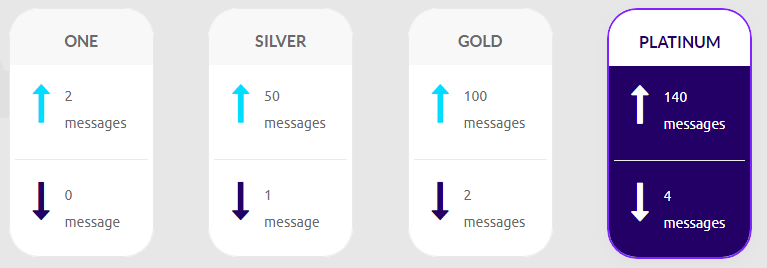 ONE
2
messages
0
message
SILVER
50
messages
1
message
GOLD
100
messages
2
messages
PLATINUM
140
messages
4
messages